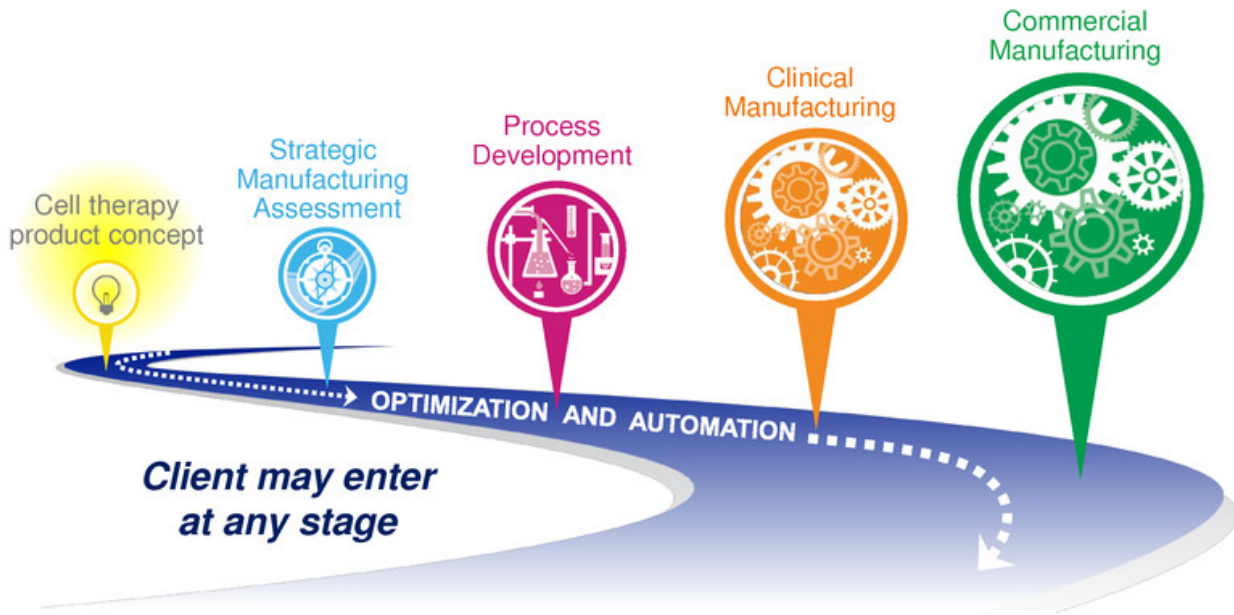 Cell therapy
product concept
Strategic
Manufacturing
Assessment
Process
Development
Clinical
Manufacturing
Commercial
Manufacturing
OPTIMIZATION AND AUTOMATION
Client may enter
at any stage